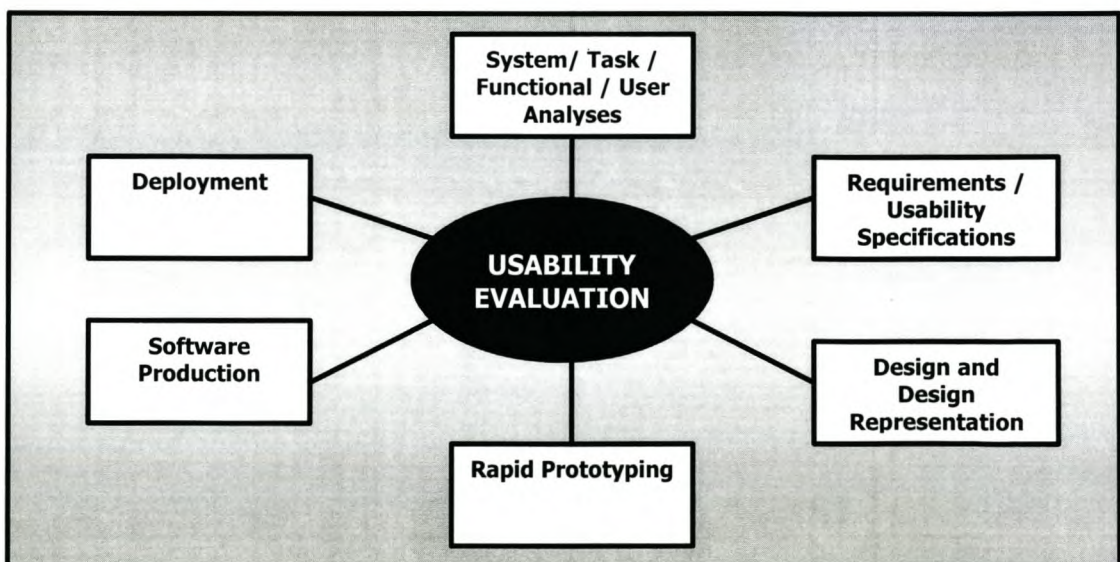 System/ Task /
Functional / User
Analyses
Deployment
Requirements /
Usability
Specifications
USABILITY
EVALUATION
Software
Production
Design and
Design
Representation
Rapid Prototyping